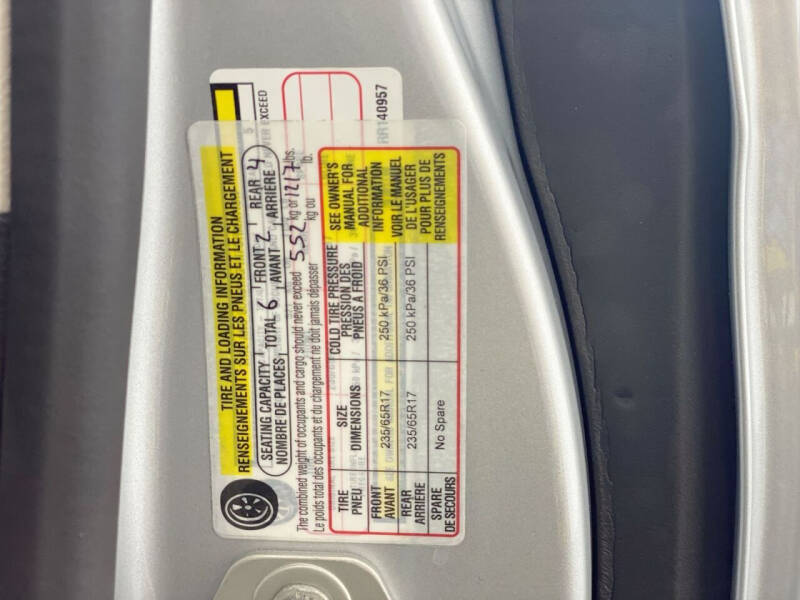 RR140957
TIRE AND LOADING INFORMATION
RENSEIGNEMENTS SUR LES PNEUS ET LE CHARGEMENT
SEATING CAPACITY
NOMBRE DE PLACES
TOTAL 6
FRONT 2
AVANT
REAR 4
ARRIÈRE
The combined weight of occupants and cargo should never exceed 552 kg or 1217 lbs.
Le poids total des occupants et du chargement ne doit jamais dépasser kg ou lb.
TIRE
PNEU
SIZE
DIMENSIONS
COLD TIRE PRESSURE
PRESSION DES
PNEUS À FROID
SEE OWNER'S
MANUAL FOR
ADDITIONAL
INFORMATION
VOIR LE MANUEL
DE L'USAGER
POUR PLUS DE
RENSEIGNEMENTS
FRONT
AVANT
235/65R17
250 kPa/36 PSI
REAR
ARRIERE
235/65R17
250 kPa/36 PSI
SPARE
DE SECOURS
No Spare